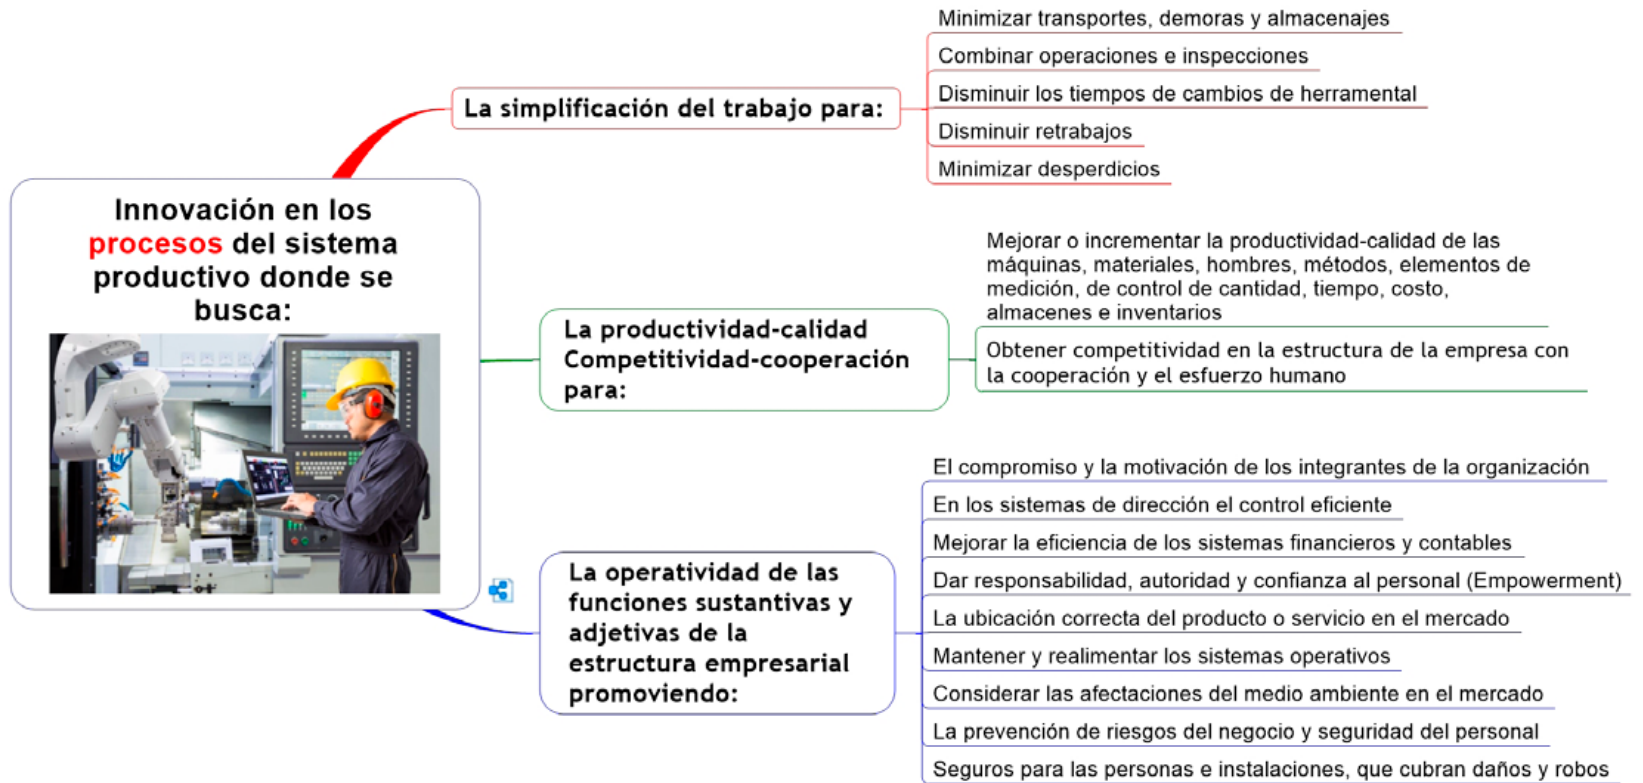 Innovación en los
procesos del sistema
productivo donde se
busca:
La simplificación del trabajo para:
Minimizar transportes, demoras y almacenajes
Combinar operaciones e inspecciones
Disminuir los tiempos de cambios de herramental
Disminuir retrabajos
Minimizar desperdicios
La productividad-calidad
Competitividad-cooperación
para:
Mejorar o incrementar la productividad-calidad de las
máquinas, materiales, hombres, métodos, elementos de
medición, de control de cantidad, tiempo, costo,
almacenes e inventarios
Obtener competitividad en la estructura de la empresa con
la cooperación y el esfuerzo humano
La operatividad de las
funciones sustantivas y
adjetivas de la
estructura empresarial
promoviendo:
El compromiso y la motivación de los integrantes de la organización
En los sistemas de dirección el control eficiente
Mejorar la eficiencia de los sistemas financieros y contables
Dar responsabilidad, autoridad y confianza al personal (Empowerment)
La ubicación correcta del producto o servicio en el mercado
Mantener y realimentar los sistemas operativos
Considerar las afectaciones del medio ambiente en el mercado
La prevención de riesgos del negocio y seguridad del personal
Seguros para las personas e instalaciones, que cubran daños y robos